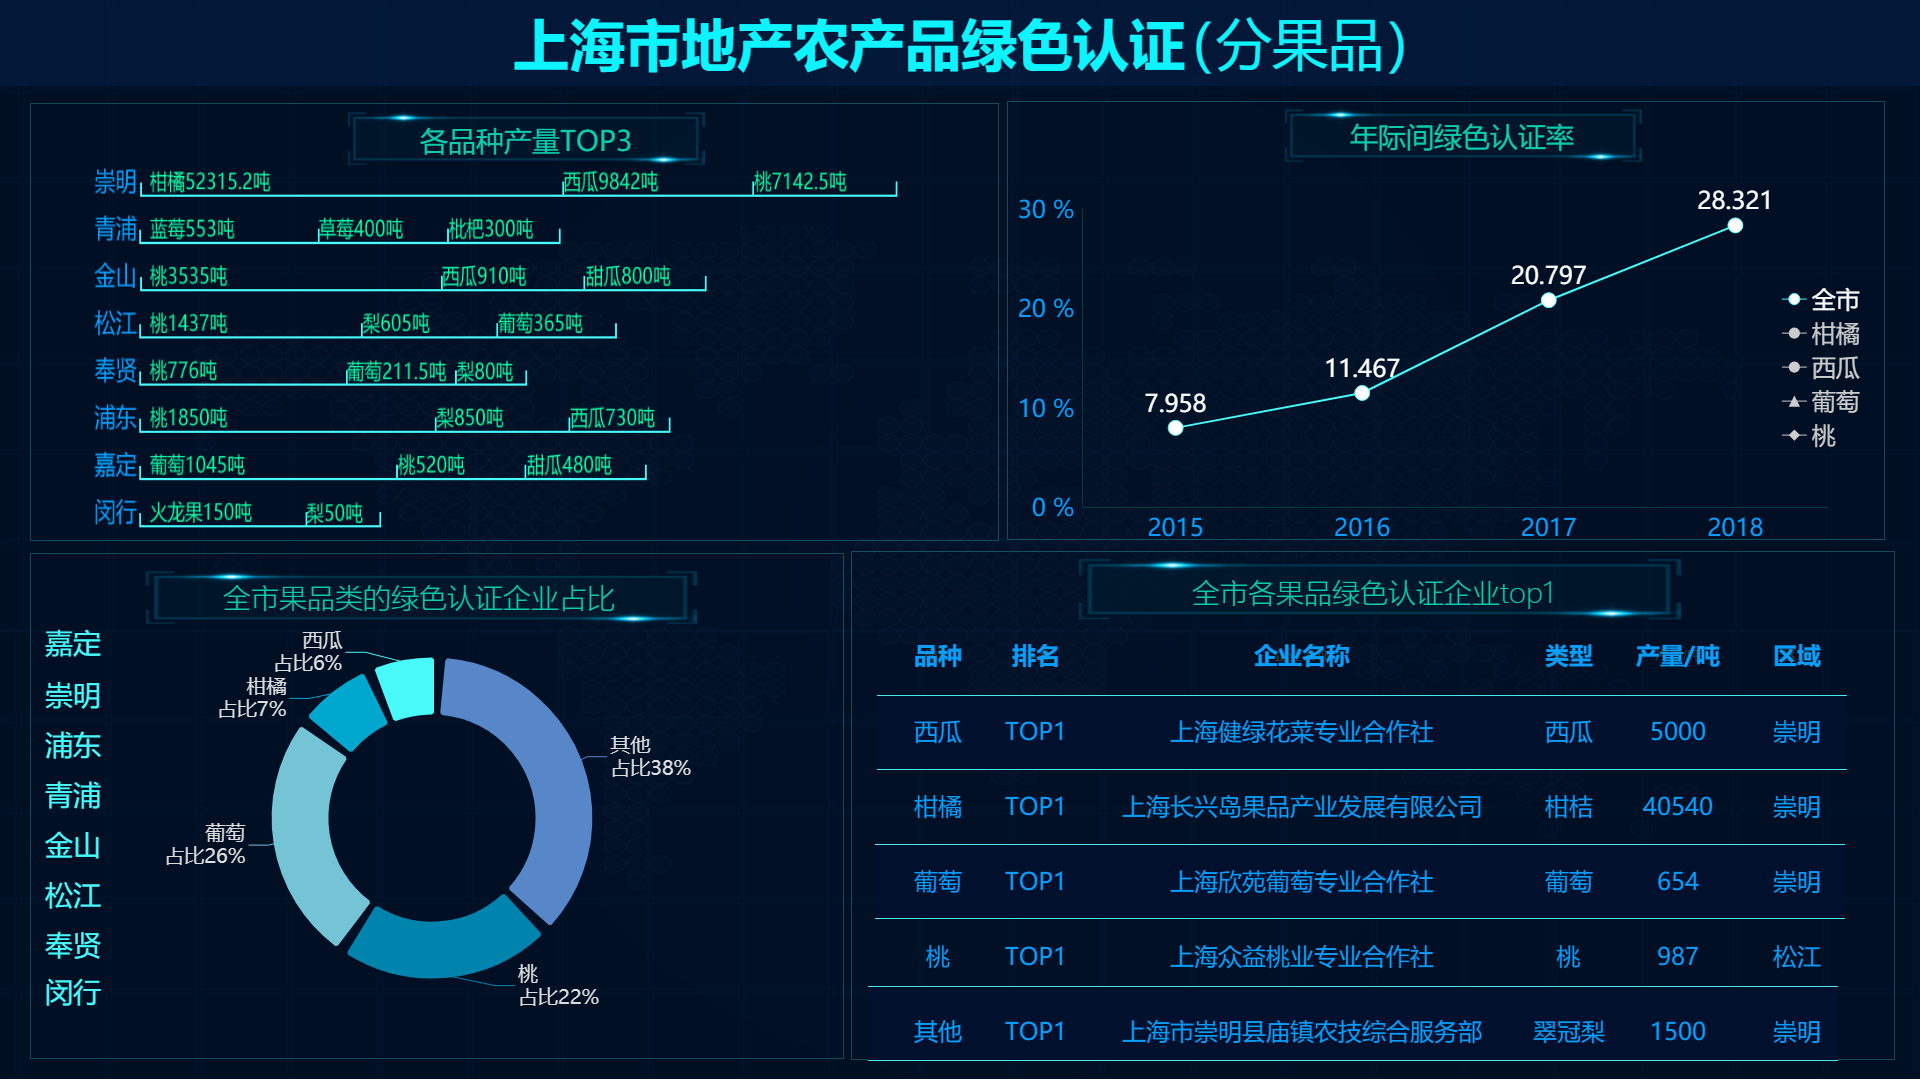 上海市地产农产品绿色认证(分果品)
各品种产量TOP3
崇明 柑橘52315.2吨 西瓜9842吨 桃7142.5吨
青浦 蓝莓553吨 草莓400吨 枇杷300吨
金山 桃3535吨 西瓜910吨 甜瓜800吨
松江 桃1437吨 梨605吨 葡萄365吨
奉贤 桃776吨 葡萄211.5吨 梨80吨
浦东 桃1850吨 梨850吨 西瓜730吨
嘉定 葡萄1045吨 桃520吨 甜瓜480吨
闵行 火龙果150吨 梨50吨
年际间绿色认证率
30 %
20 %
10 %
0 %
7.958
11.467
20.797
28.321
2015 2016 2017 2018
全市
柑橘
西瓜
葡萄
桃
全市果品类的绿色认证企业占比
嘉定
崇明
浦东
青浦
金山
松江
奉贤
闵行
西瓜
占比6%
柑橘
占比7%
其他
占比38%
葡萄
占比26%
桃
占比22%
全市各果品绿色认证企业top1
品种 排名 企业名称 类型 产量/吨 区域
西瓜 TOP1 上海健绿花菜专业合作社 西瓜 5000 崇明
柑橘 TOP1 上海长兴岛果品产业发展有限公司 柑桔 40540 崇明
葡萄 TOP1 上海欣苑葡萄专业合作社 葡萄 654 崇明
桃 TOP1 上海众益桃业专业合作社 桃 987 松江
其他 TOP1 上海市崇明县庙镇农技综合服务部 翠冠梨 1500 崇明